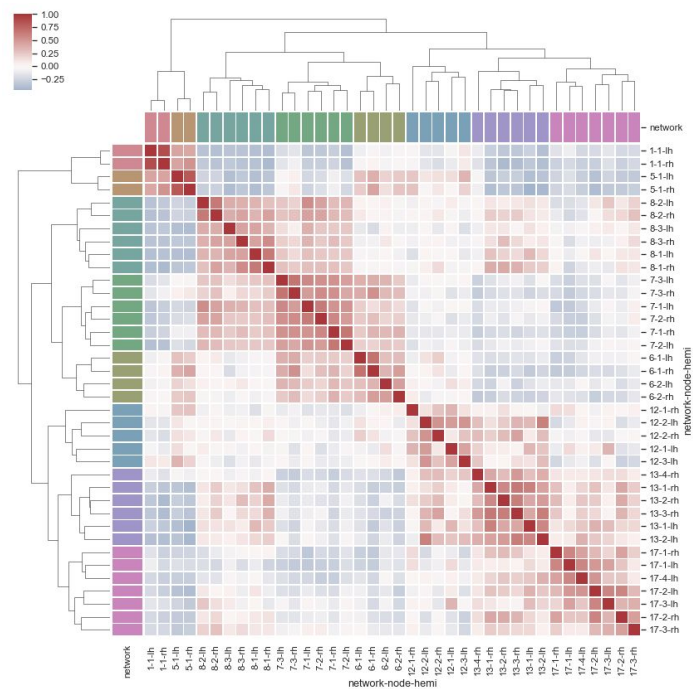 1.00
0.75
0.50
0.25
0.00
−0.25
network
1-1-lh
1-1-rh
5-1-lh
5-1-rh
8-2-lh
8-2-rh
8-3-lh
8-3-rh
8-1-lh
8-1-rh
7-3-lh
7-3-rh
7-1-lh
7-2-rh
7-1-rh
7-2-lh
6-1-lh
6-1-rh
6-2-lh
6-2-rh
12-1-rh
12-2-lh
12-2-rh
12-1-lh
12-3-lh
13-4-rh
13-1-rh
13-2-rh
13-3-rh
13-1-lh
13-2-lh
17-1-rh
17-1-lh
17-4-lh
17-2-lh
17-3-lh
17-2-rh
17-3-rh
network-node-hemi
network
1-1-lh
1-1-rh
5-1-lh
5-1-rh
8-2-lh
8-2-rh
8-3-lh
8-3-rh
8-1-lh
8-1-rh
7-3-lh
7-3-rh
7-1-lh
7-2-rh
7-1-rh
7-2-lh
6-1-lh
6-1-rh
6-2-lh
6-2-rh
12-1-rh
12-2-lh
12-2-rh
12-1-lh
12-3-lh
13-4-rh
13-1-rh
13-2-rh
13-3-rh
13-1-lh
13-2-lh
17-1-rh
17-1-lh
17-4-lh
17-2-lh
17-3-lh
17-2-rh
17-3-rh
network-node-hemi